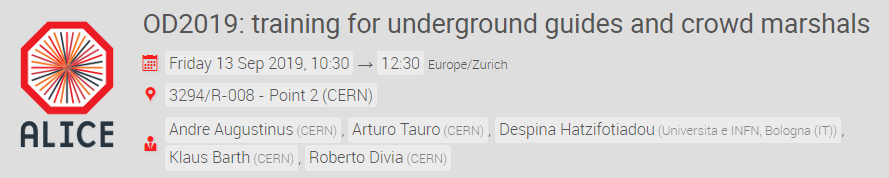 OD2019: training for underground guides and crowd marshals
Friday 13 Sep 2019, 10:30 → 12:30 Europe/Zurich
3294/R-008 - Point 2 (CERN)
Andre Augustinus (CERN) , Arturo Tauro (CERN) , Despina Hatzifotiadou (Universita e INFN, Bologna (IT)) ,
Klaus Barth (CERN) , Roberto Divia (CERN)
ALICE